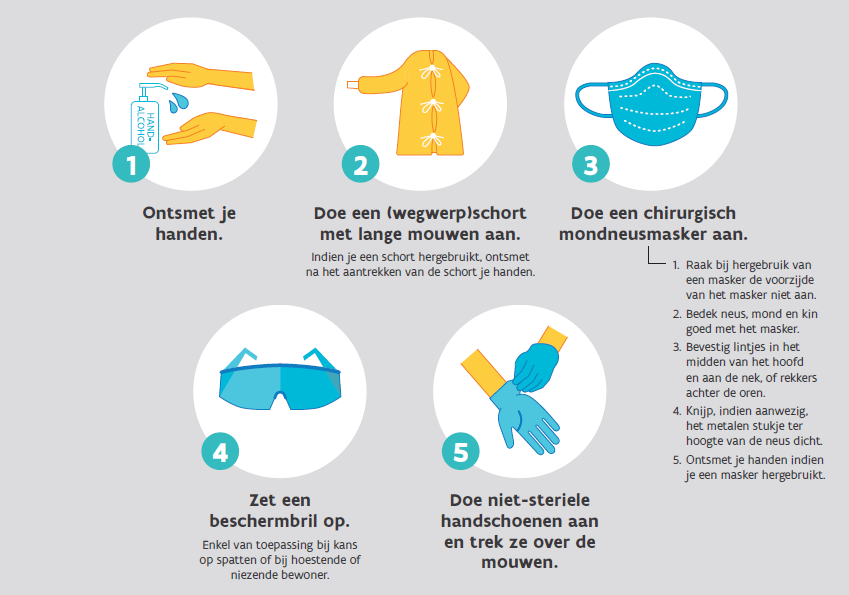 HAND-
ALCOHOL
1
Ontsmet je
handen.
2
Doe een (wegwerp)schort
met lange mouwen aan.
Indien je een schort hergebruikt, ontsmet
na het aantrekken van de schort je handen.
3
Doe een chirurgisch
mondneusmasker aan.
1. Raak bij hergebruik van
een masker de voorzijde
van het masker niet aan.
2. Bedek neus, mond en kin
goed met het masker.
3. Bevestig lintjes in het
midden van het hoofd
en aan de nek, of rekkers
achter de oren.
4. Knijp, indien aanwezig,
het metalen stukje ter
hoogte van de neus dicht.
5. Ontsmet je handen indien
je een masker hergebruikt.
4
Zet een
beschermbril op.
Enkel van toepassing bij kans
op spatten of bij hoestende of
niezende bewoner.
5
Doe niet-steriele
handschoenen aan
en trek ze over de
mouwen.